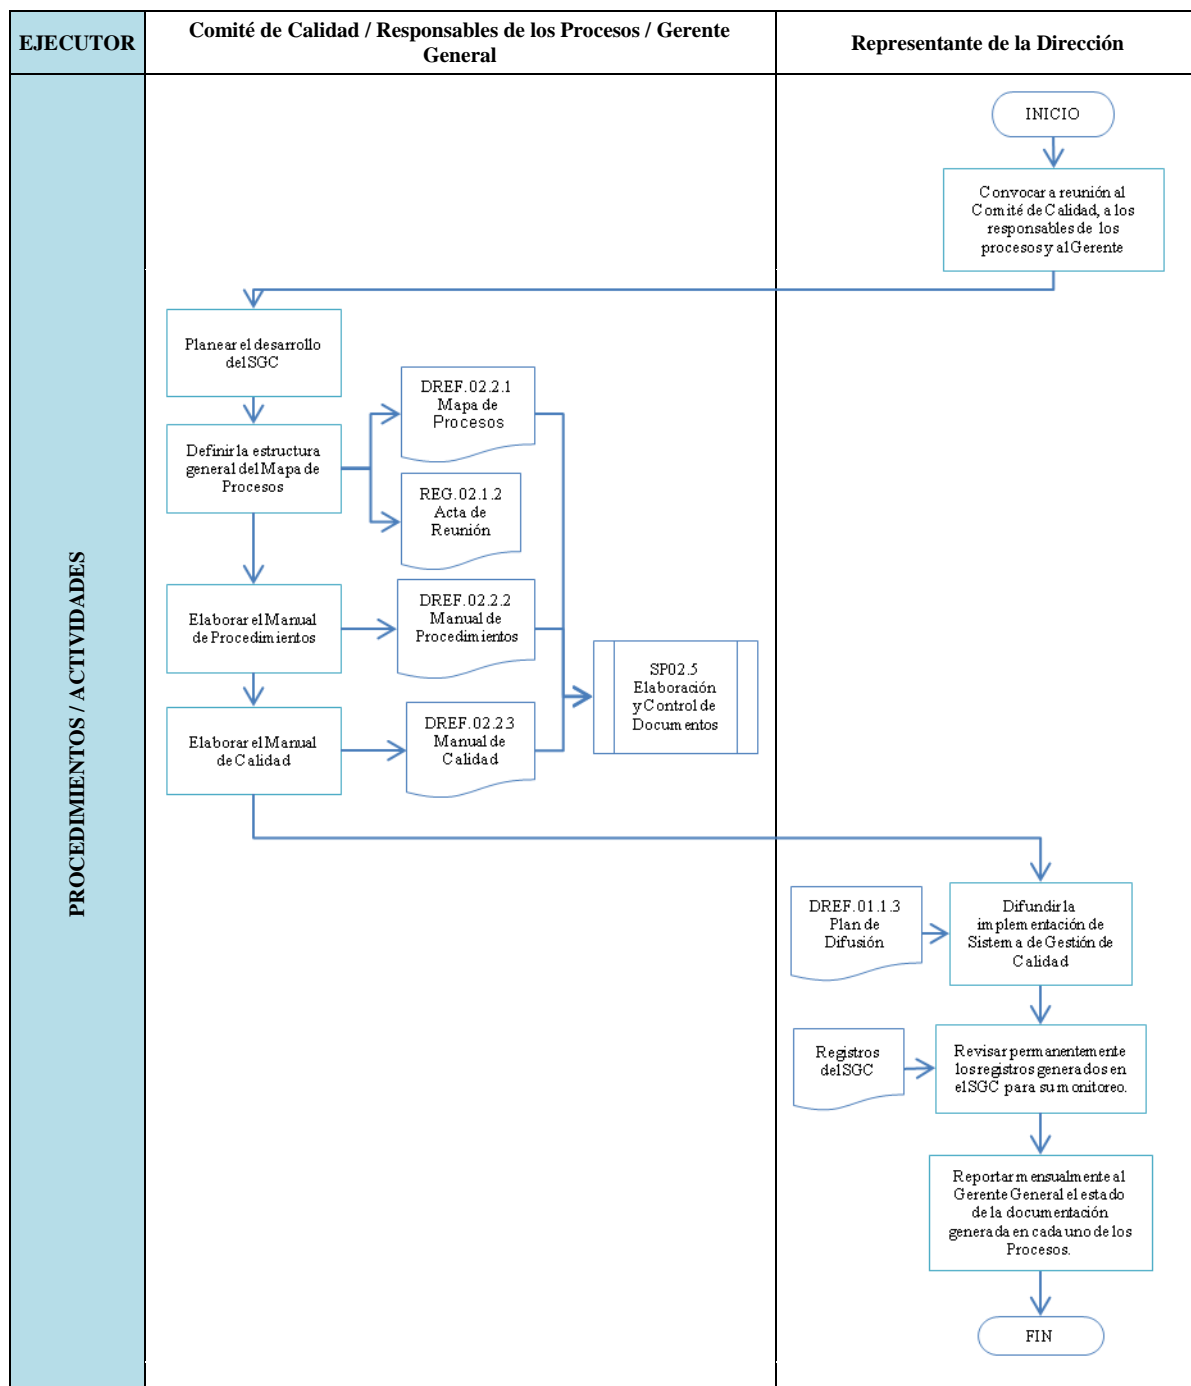 EJECUTOR
Comité de Calidad / Responsables de los Procesos / Gerente
General
Representante de la Dirección
PROCEDIMIENTOS / ACTIVIDADES
INICIO
Convocar a reunión al
Comité de Calidad, a los
responsables de los
procesos y al Gerente
Planear el desarrollo
del SGC
Definir la estructura
general del Mapa de
Procesos
DREF.02.2.1
Mapa de
Procesos
REG.02.1.2
Acta de
Reunión
Elaborar el Manual
de Procedimientos
DREF.02.2.2
Manual de
Procedimientos
SP02.5
Elaboración
y Control de
Documentos
Elaborar el Manual
de Calidad
DREF.02.2.3
Manual de
Calidad
DREF.01.1.3
Plan de
Difusión
Difundir la
implementación de
Sistema de Gestión de
Calidad
Registros
del SGC
Revisar permanentemente
los registros generados en
el SGC para su monitoreo.
Reportar mensualmente al
Gerente General el estado
de la documentación
generada en cada uno de los
Procesos.
FIN